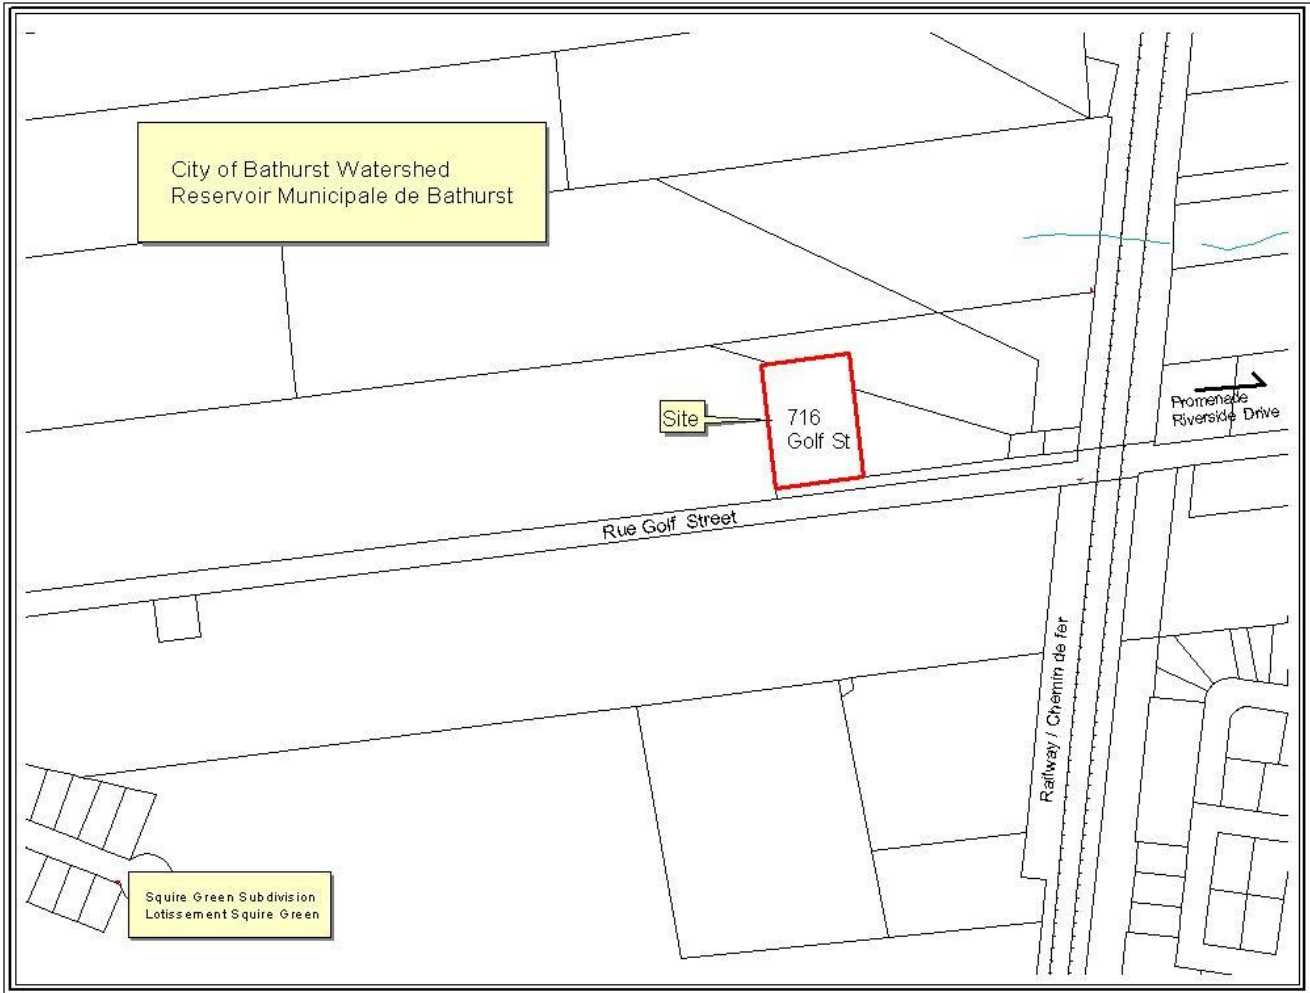 City of Bathurst Watershed
Reservoir Municipale de Bathurst
Promenade
Riverside Drive
Site
716
Golf St
Rue Golf Street
Railway / Chemin de fer
Squire Green Subdivision
Lotissement Squire Green